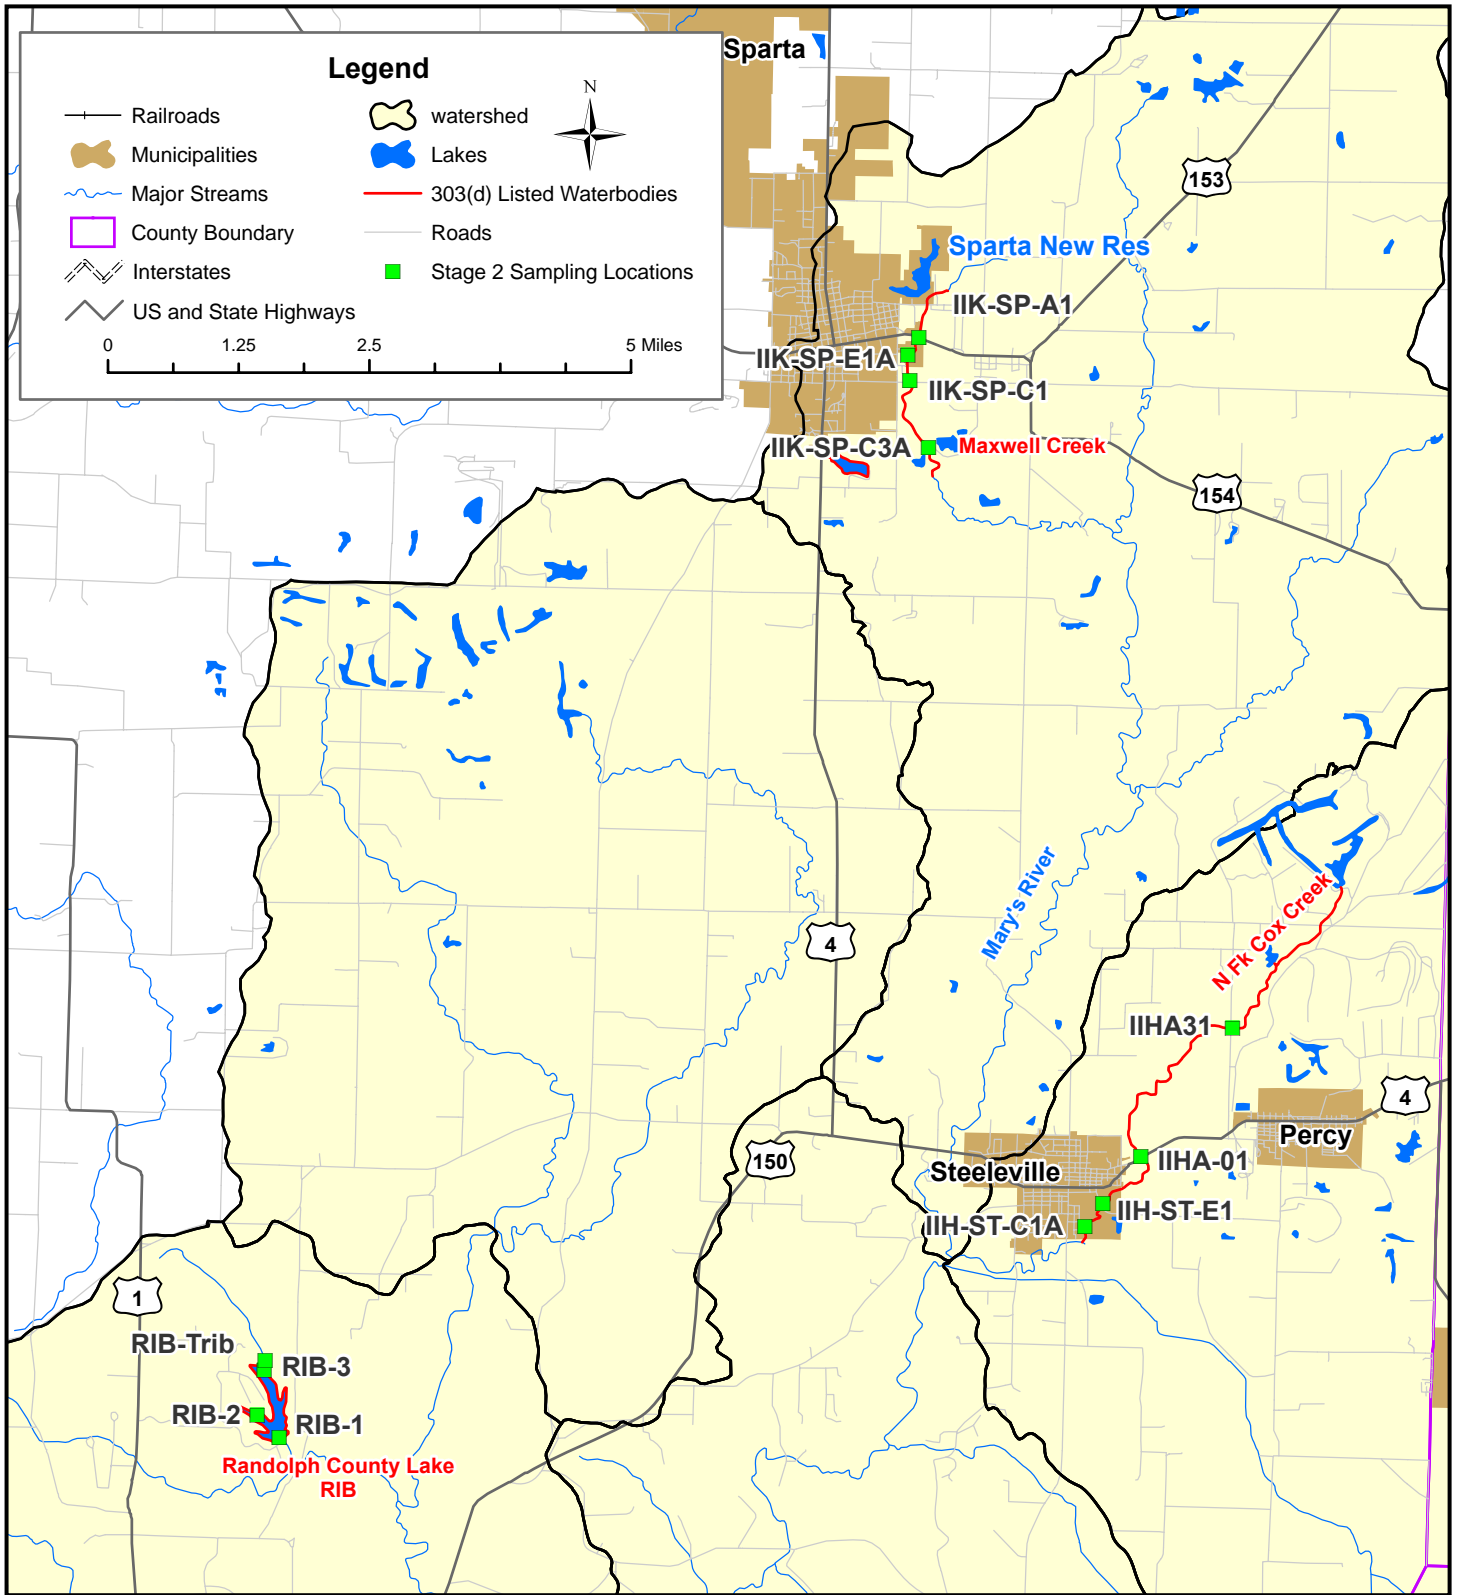 Sparta
Legend
N
Railroads
watershed
Municipalities
Lakes
Major Streams
303(d) Listed Waterbodies
County Boundary
Roads
Interstates
Stage 2 Sampling Locations
US and State Highways
0 1.25 2.5 5 Miles
153
Sparta New Res
IIK-SP-A1
IIK-SP-E1A
IIK-SP-C1
IIK-SP-C3A
Maxwell Creek
154
Mary's River
N Fk Cox Creek
4
IIHA31
4
Percy
150
Steeleville
IIHA-01
IIH-ST-E1
IIH-ST-C1A
1
RIB-Trib
RIB-3
RIB-2
RIB-1
Randolph County Lake
RIB